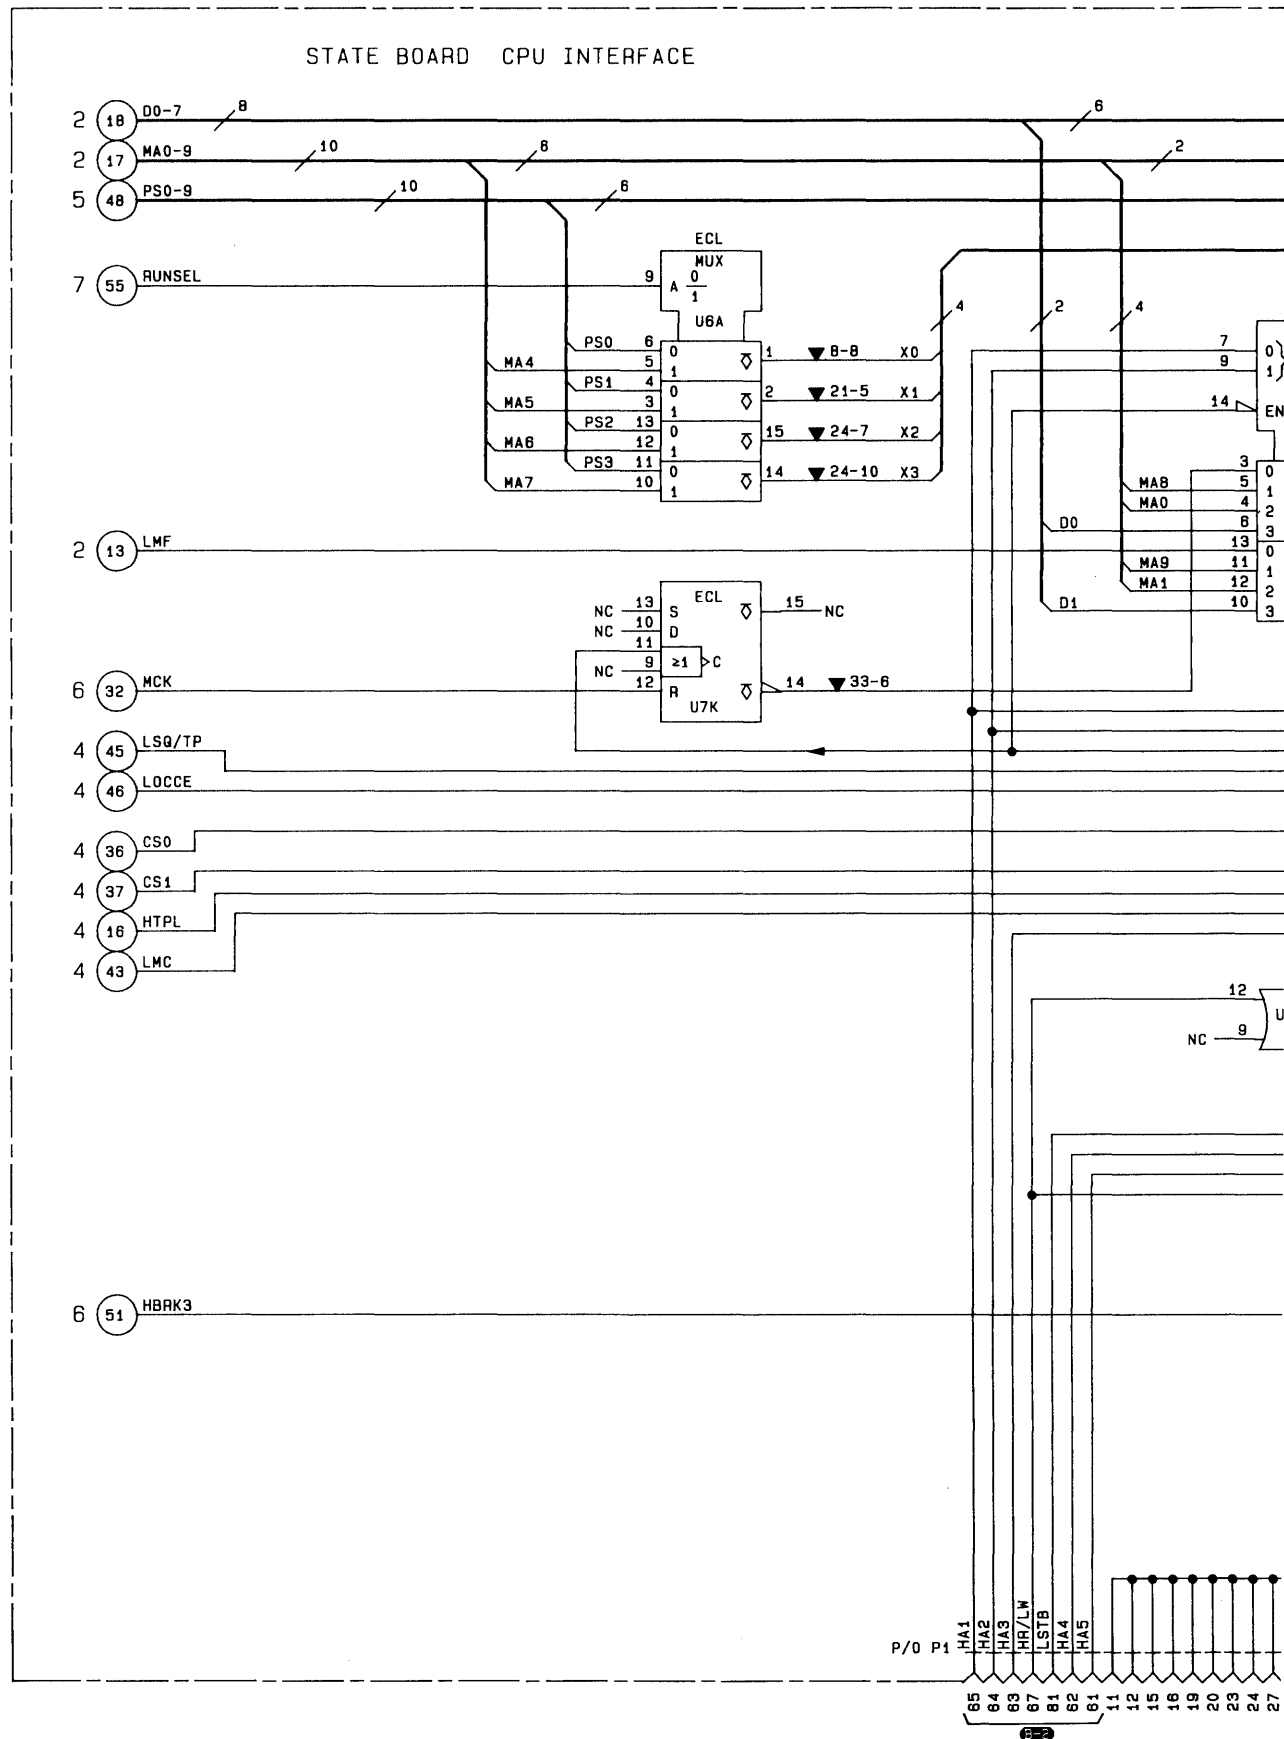 STATE BOARD CPU INTERFACE
2 18 D0-7 8 6
2 17 MA0-9 10 6 2
5 48 PS0-9 10 6
ECL
MUX
7 55 RUNSEL 9 A 0
1
U6A
4 2 4
PS0 6 0 1 8-8 X0
MA4 5 1
PS1 4 0 2 21-5 X1
MA5 3 1
PS2 13 0 15 24-7 X2
MA6 12 1
PS3 11 0 14 24-10 X3
MA7 10 1
7 0
9 1
14 EN
3 0
MA8 5 1
MA0 4 2
D0 6 3
2 13 LMF 13 0
MA9 11 1
MA1 12 2
D1 10 3
ECL
NC 13 S 15 NC
NC 10 D
11
NC 9 ≥1 C
6 32 MCK 12 R 14 33-6
U7K
4 45 LSQ/TP
4 46 LOCCE
4 36 CS0
4 37 CS1
4 16 HTPL
4 43 LMC
12
U
NC 9
6 51 HBRK3
P/O P1 HA1 HA2 HA3 HR/LW LSTB HA4 HA5
65 64 63 67 81 62 61 11 12 15 16 19 20 23 24 27